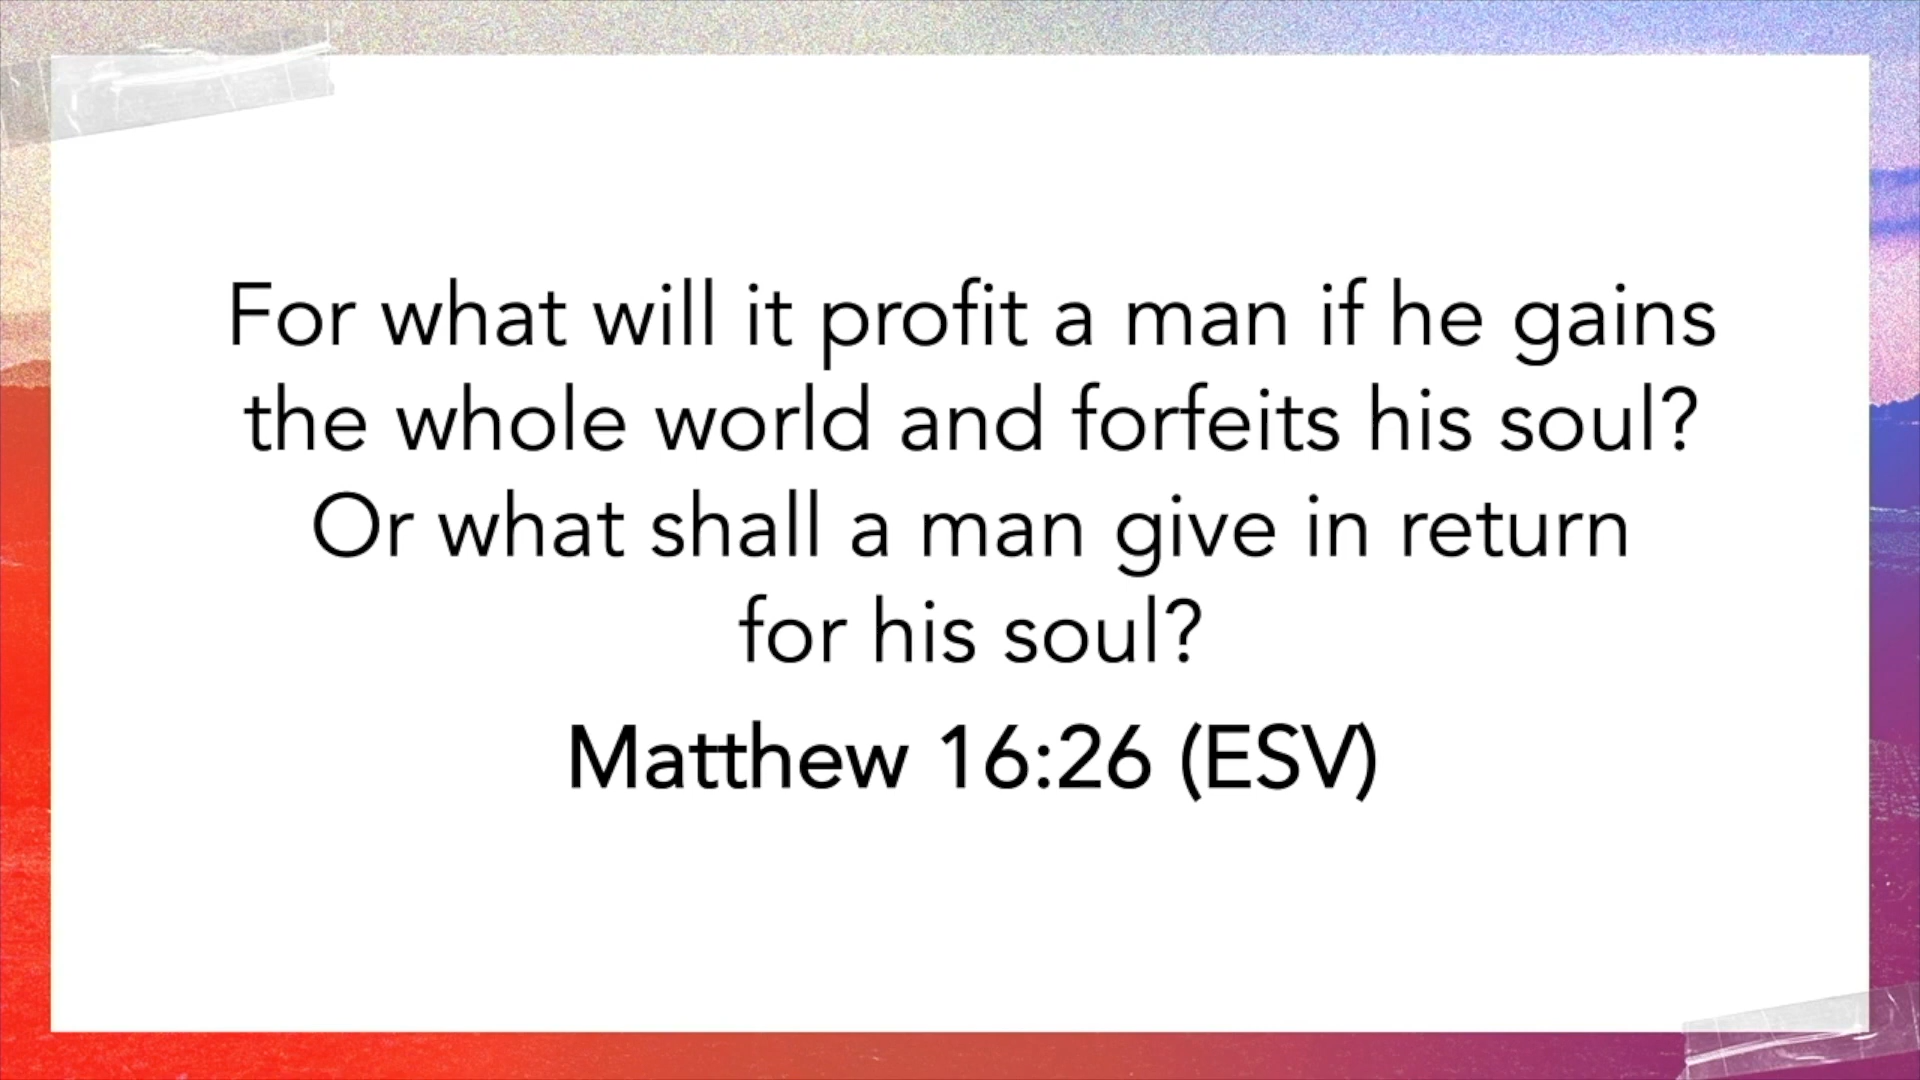 For what will it profit a man if he gains
the whole world and forfeits his soul?
Or what shall a man give in return
for his soul?
Matthew 16:26 (ESV)